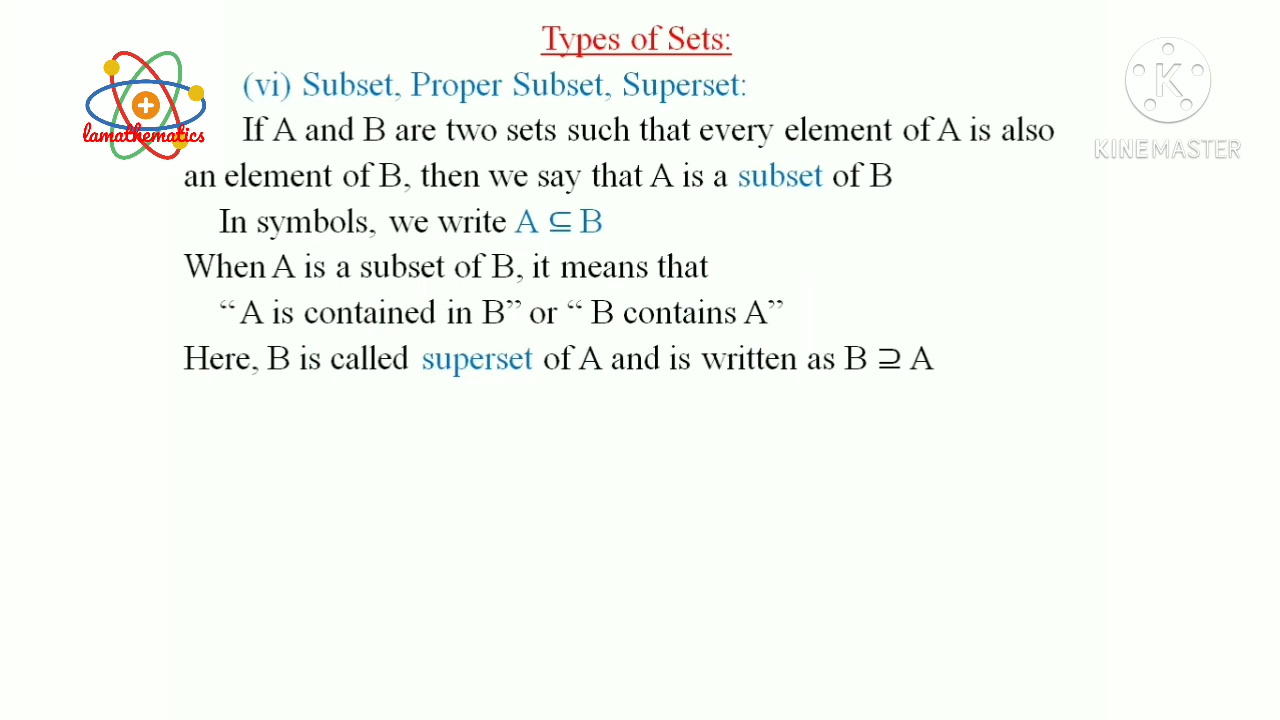 Types of Sets:
(vi) Subset, Proper Subset, Superset:
If A and B are two sets such that every element of A is also
an element of B, then we say that A is a subset of B
In symbols, we write A ⊆ B
When A is a subset of B, it means that
“ A is contained in B” or “ B contains A”
Here, B is called superset of A and is written as B ⊇ A
lamathematics
K
KINEMASTER